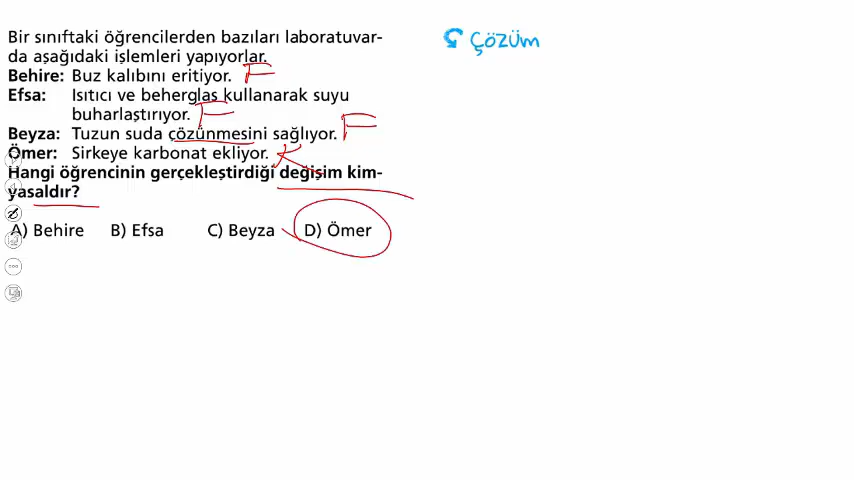 Bir sınıftaki öğrencilerden bazıları laboratuvar-
da aşağıdaki işlemleri yapıyorlar.
Behire: Buz kalıbını eritiyor. F
Efsa: Isıtıcı ve beherglas kullanarak suyu
buharlaştırıyor. F
Beyza: Tuzun suda çözünmesini sağlıyor. F
Ömer: Sirkeye karbonat ekliyor. K
Hangi öğrencinin gerçekleştirdiği değişim kim-
yasaldır?
A) Behire B) Efsa C) Beyza D) Ömer
Çözüm